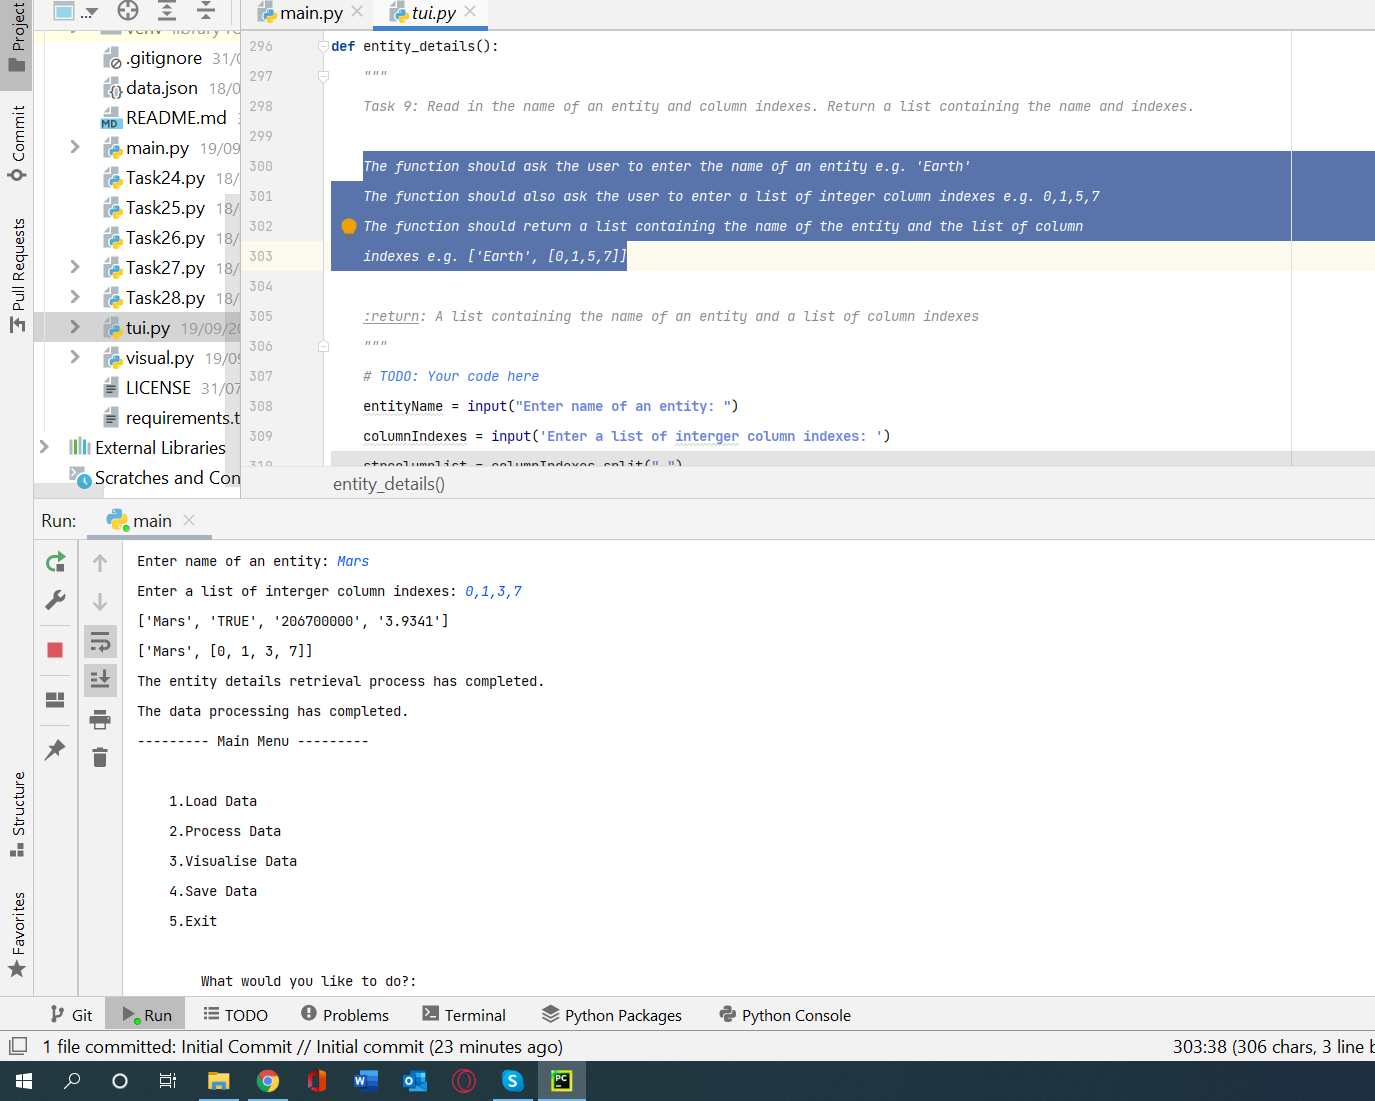 Project
Commit
Pull Requests
Structure
Favorites
main.py
tui.py
.gitignore
data.json 18/0
README.md
main.py 19/09
Task24.py 18/
Task25.py 18/
Task26.py 18/
Task27.py 18/
Task28.py 18/
tui.py 19/09/20
visual.py 19/09
LICENSE 31/07
requirements.t
External Libraries
Scratches and Con
296 def entity_details():
297 """
298 Task 9: Read in the name of an entity and column indexes. Return a list containing the name and indexes.
299
300 The function should ask the user to enter the name of an entity e.g. 'Earth'
301 The function should also ask the user to enter a list of integer column indexes e.g. 0,1,5,7
302 The function should return a list containing the name of the entity and the list of column
303 indexes e.g. ['Earth', [0,1,5,7]]
304
305 :return: A list containing the name of an entity and a list of column indexes
306 """
307 # TODO: Your code here
308 entityName = input("Enter name of an entity: ")
309 columnIndexes = input('Enter a list of interger column indexes: ')
entity_details()
Run: main
Enter name of an entity: Mars
Enter a list of interger column indexes: 0,1,3,7
['Mars', 'TRUE', '206700000', '3.9341']
['Mars', [0, 1, 3, 7]]
The entity details retrieval process has completed.
The data processing has completed.
--------- Main Menu ---------
1.Load Data
2.Process Data
3.Visualise Data
4.Save Data
5.Exit
What would you like to do?:
Git Run TODO Problems Terminal Python Packages Python Console
1 file committed: Initial Commit // Initial commit (23 minutes ago) 303:38 (306 chars, 3 line b